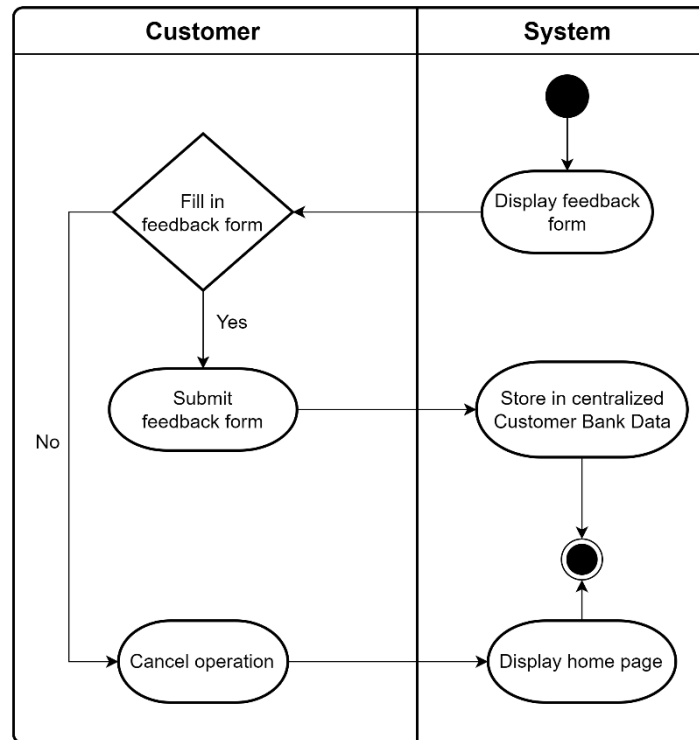 Customer
System
Display feedback
form
Fill in
feedback form
Yes
Submit
feedback form
Store in centralized
Customer Bank Data
No
Cancel operation
Display home page